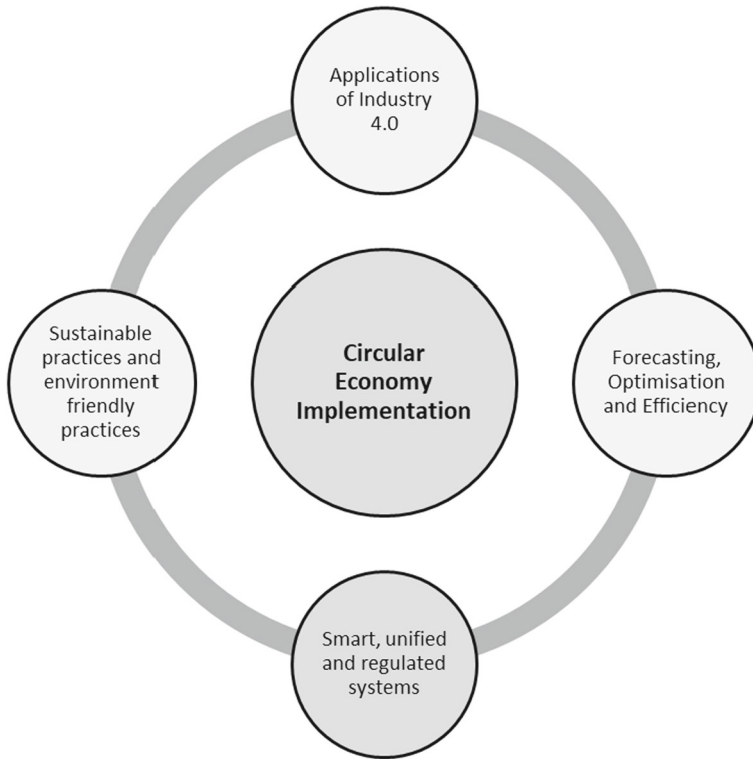 Applications
of Industry
4.0
Sustainable
practices and
environment
friendly
practices
Circular
Economy
Implementation
Forecasting,
Optimisation
and Efficiency
Smart, unified
and regulated
systems